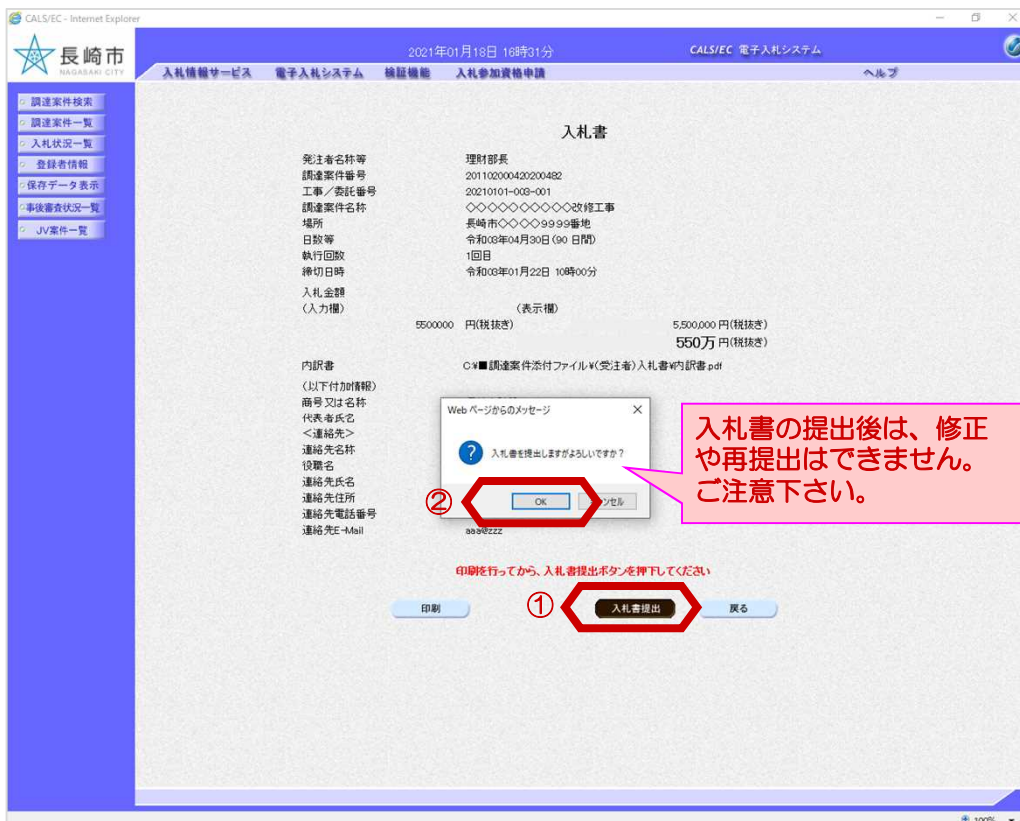 CALS/EC - Internet Explorer
長崎市
NAGASAKI CITY
2021年01月18日 16時31分
CALS/EC 電子入札システム
入札情報サービス 電子入札システム 検証機能 入札参加資格申請 ヘルプ
調達案件検索
調達案件一覧
入札状況一覧
登録者情報
保存データ表示
事後審査状況一覧
JV案件一覧
入札書
発注者名称等 理財部長
調達案件番号 201102000420200482
工事/委託番号 20210101-003-001
調達案件名称 ◇◇◇◇◇◇◇◇◇◇改修工事
場所 長崎市◇◇◇◇9999番地
日数等 令和03年04月30日(90 日間)
執行回数 1回目
締切日時 令和03年01月22日 10時00分
入札金額
(入力欄) (表示欄)
5500000 円(税抜き) 5,500,000 円(税抜き)
550万 円(税抜き)
内訳書 C:¥■調達案件添付ファイル¥(受注者)入札書¥内訳書.pdf
(以下付加情報)
商号又は名称
代表者氏名
<連絡先>
連絡先名称
役職名
連絡先氏名
連絡先住所
連絡先電話番号
連絡先E-Mail aaa@zzz
Web ページからのメッセージ
入札書を提出しますがよろしいですか?
② OK
入札書の提出後は、修正
や再提出はできません。
ご注意下さい。
印刷を行ってから、入札書提出ボタンを押下してください
印刷 ① 入札書提出 戻る
100%